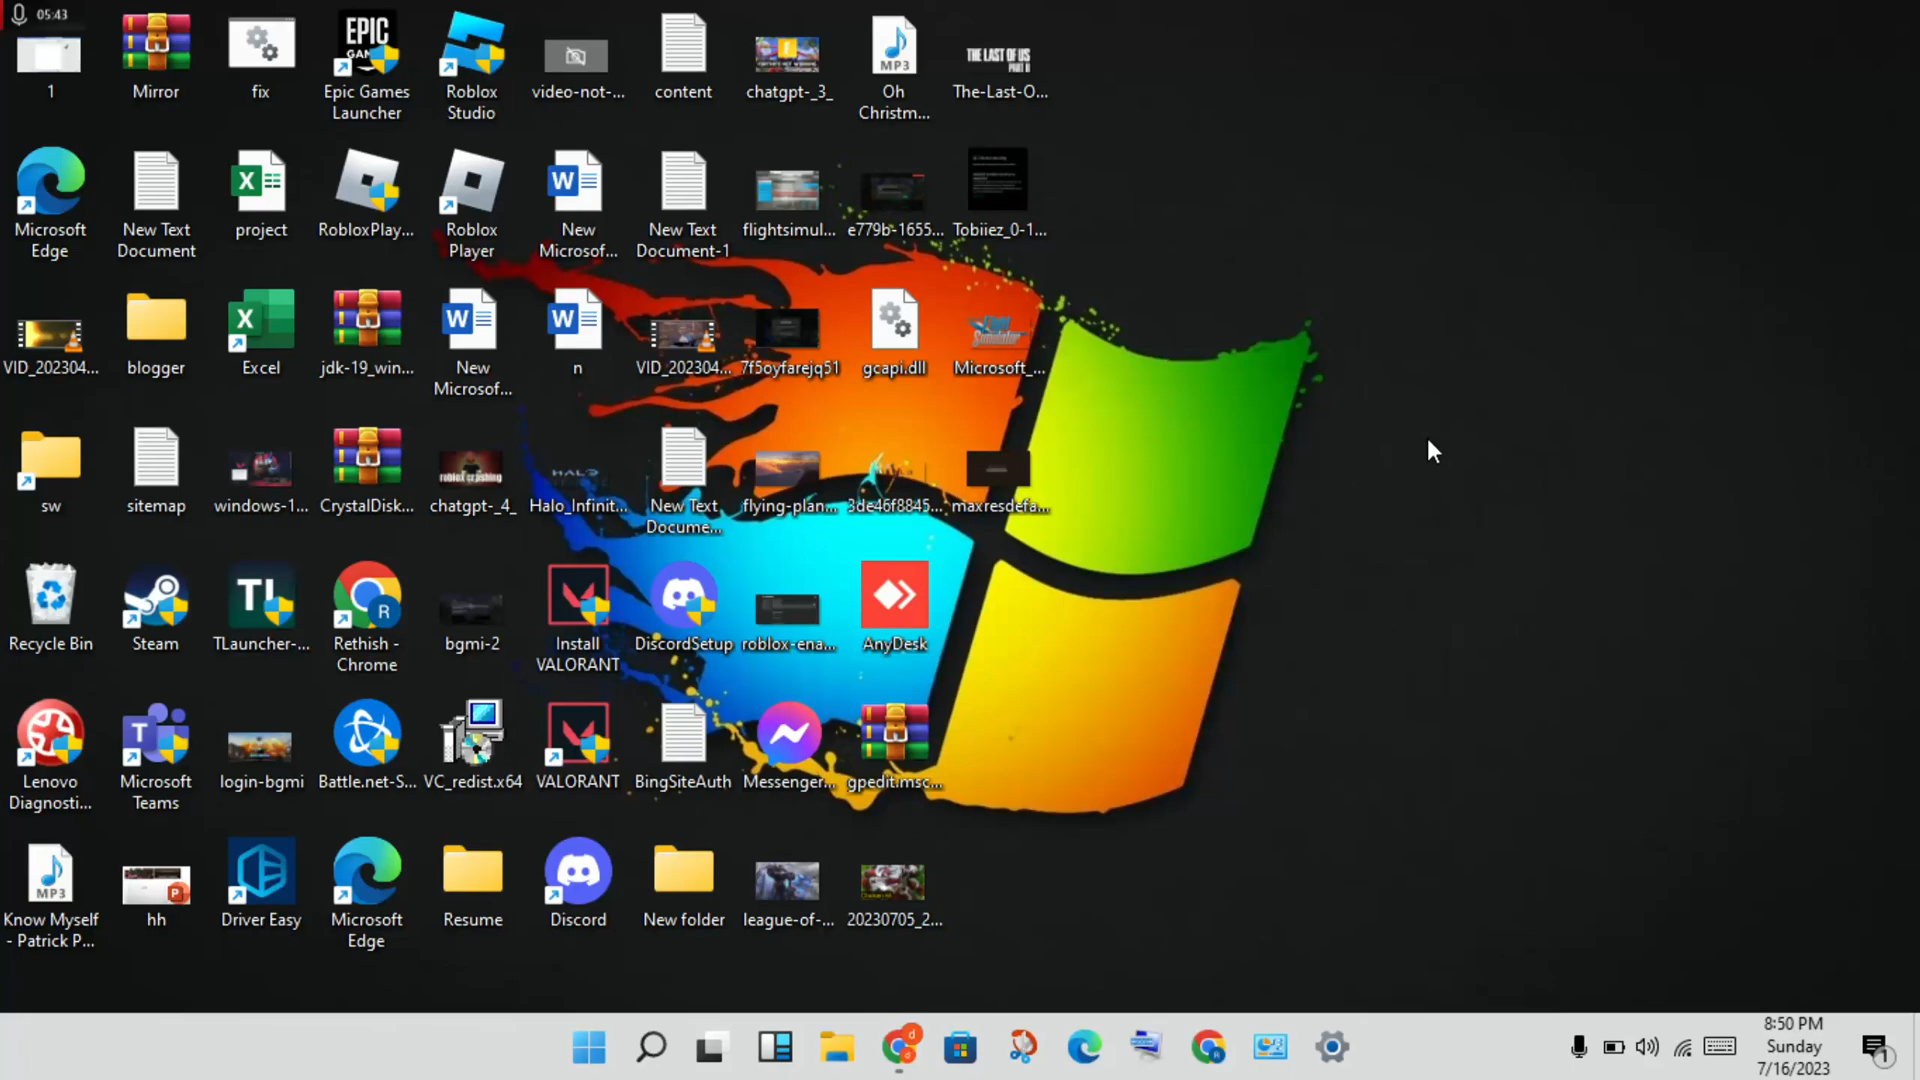 05:43
1
Mirror
fix
EPIC
GAMES
Epic Games
Launcher
Roblox
Studio
video-not-...
content
chatgpt-_3_
MP3
Oh
Christm...
THE LAST OF US
PART II
The-Last-O...
Microsoft
Edge
New Text
Document
project
RobloxPlay...
Roblox
Player
New
Microsof...
New Text
Document-1
flightsimul...
e779b-1655...
Tobiiez_0-1...
VID_202304...
blogger
Excel
jdk-19_win...
New
Microsof...
n
VID_202304...
7f5oyfarejq51
gcapi.dll
Microsoft_...
sw
sitemap
windows-1...
CrystalDisk...
roblox crashing
chatgpt-_4_
HALO
Halo_Infinit...
New Text
Docume...
flying-plan...
3de46f8845...
maxresdefa...
Recycle Bin
Steam
TLauncher-...
Rethish -
Chrome
bgmi-2
Install
VALORANT
DiscordSetup
roblox-ena...
AnyDesk
Lenovo
Diagnosti...
Microsoft
Teams
login-bgmi
Battle.net-S...
VC_redist.x64
VALORANT
BingSiteAuth
Messenger...
gpedit.msc...
MP3
Know Myself
- Patrick P...
hh
Driver Easy
Microsoft
Edge
Resume
Discord
New folder
league-of-...
20230705_2...
8:50 PM
Sunday
7/16/2023
1